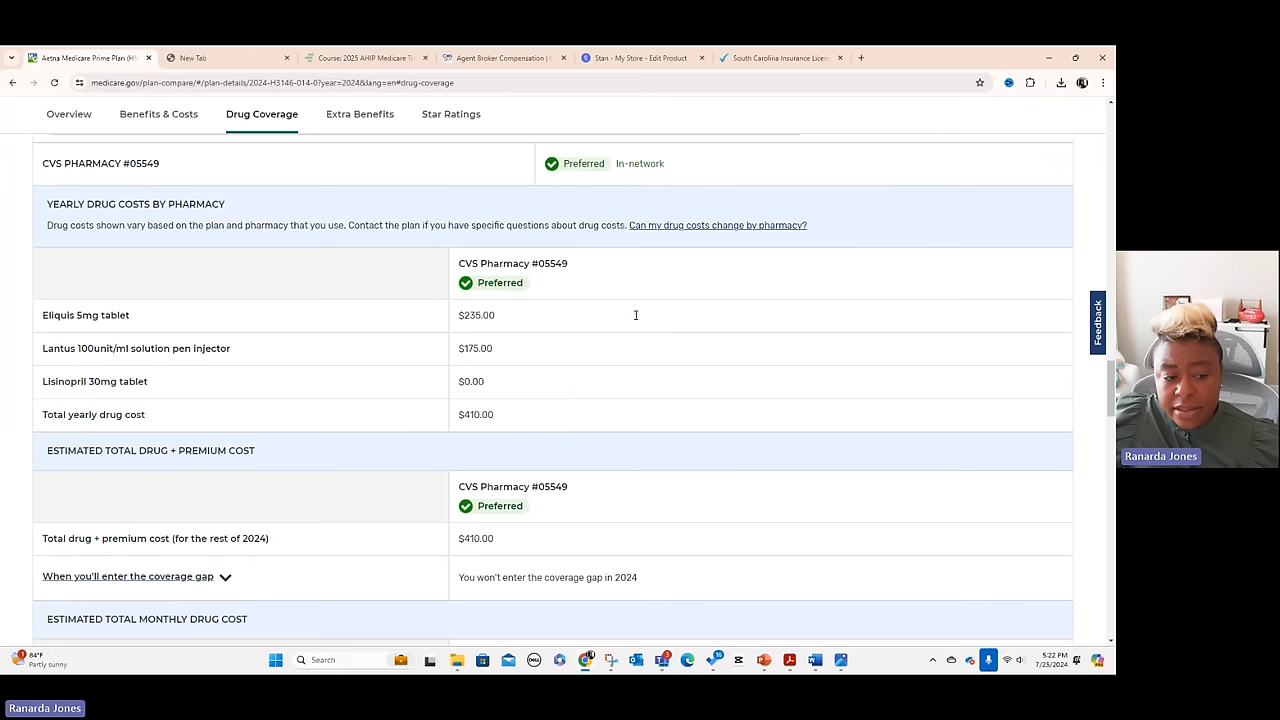 Aetna Medicare Prime Plan (H
New Tab
Course: 2025 AHIP Medicare T
Agent Broker Compensation | C
Stan - My Store - Edit Product
South Carolina Insurance Licen
medicare.gov/plan-compare/#/plan-details/2024-H3146-014-0?year=2024&lang=en#drug-coverage
Overview
Benefits & Costs
Drug Coverage
Extra Benefits
Star Ratings
CVS PHARMACY #05549
Preferred In-network
YEARLY DRUG COSTS BY PHARMACY
Drug costs shown vary based on the plan and pharmacy that you use. Contact the plan if you have specific questions about drug costs. Can my drug costs change by pharmacy?
CVS Pharmacy #05549
Preferred
Eliquis 5mg tablet
$235.00
Lantus 100unit/ml solution pen injector
$175.00
Lisinopril 30mg tablet
$0.00
Total yearly drug cost
$410.00
ESTIMATED TOTAL DRUG + PREMIUM COST
CVS Pharmacy #05549
Preferred
Total drug + premium cost (for the rest of 2024)
$410.00
When you'll enter the coverage gap
You won't enter the coverage gap in 2024
ESTIMATED TOTAL MONTHLY DRUG COST
Feedback
Ranarda Jones
84°F
Partly sunny
Search
5:22 PM
7/25/2024
Ranarda Jones